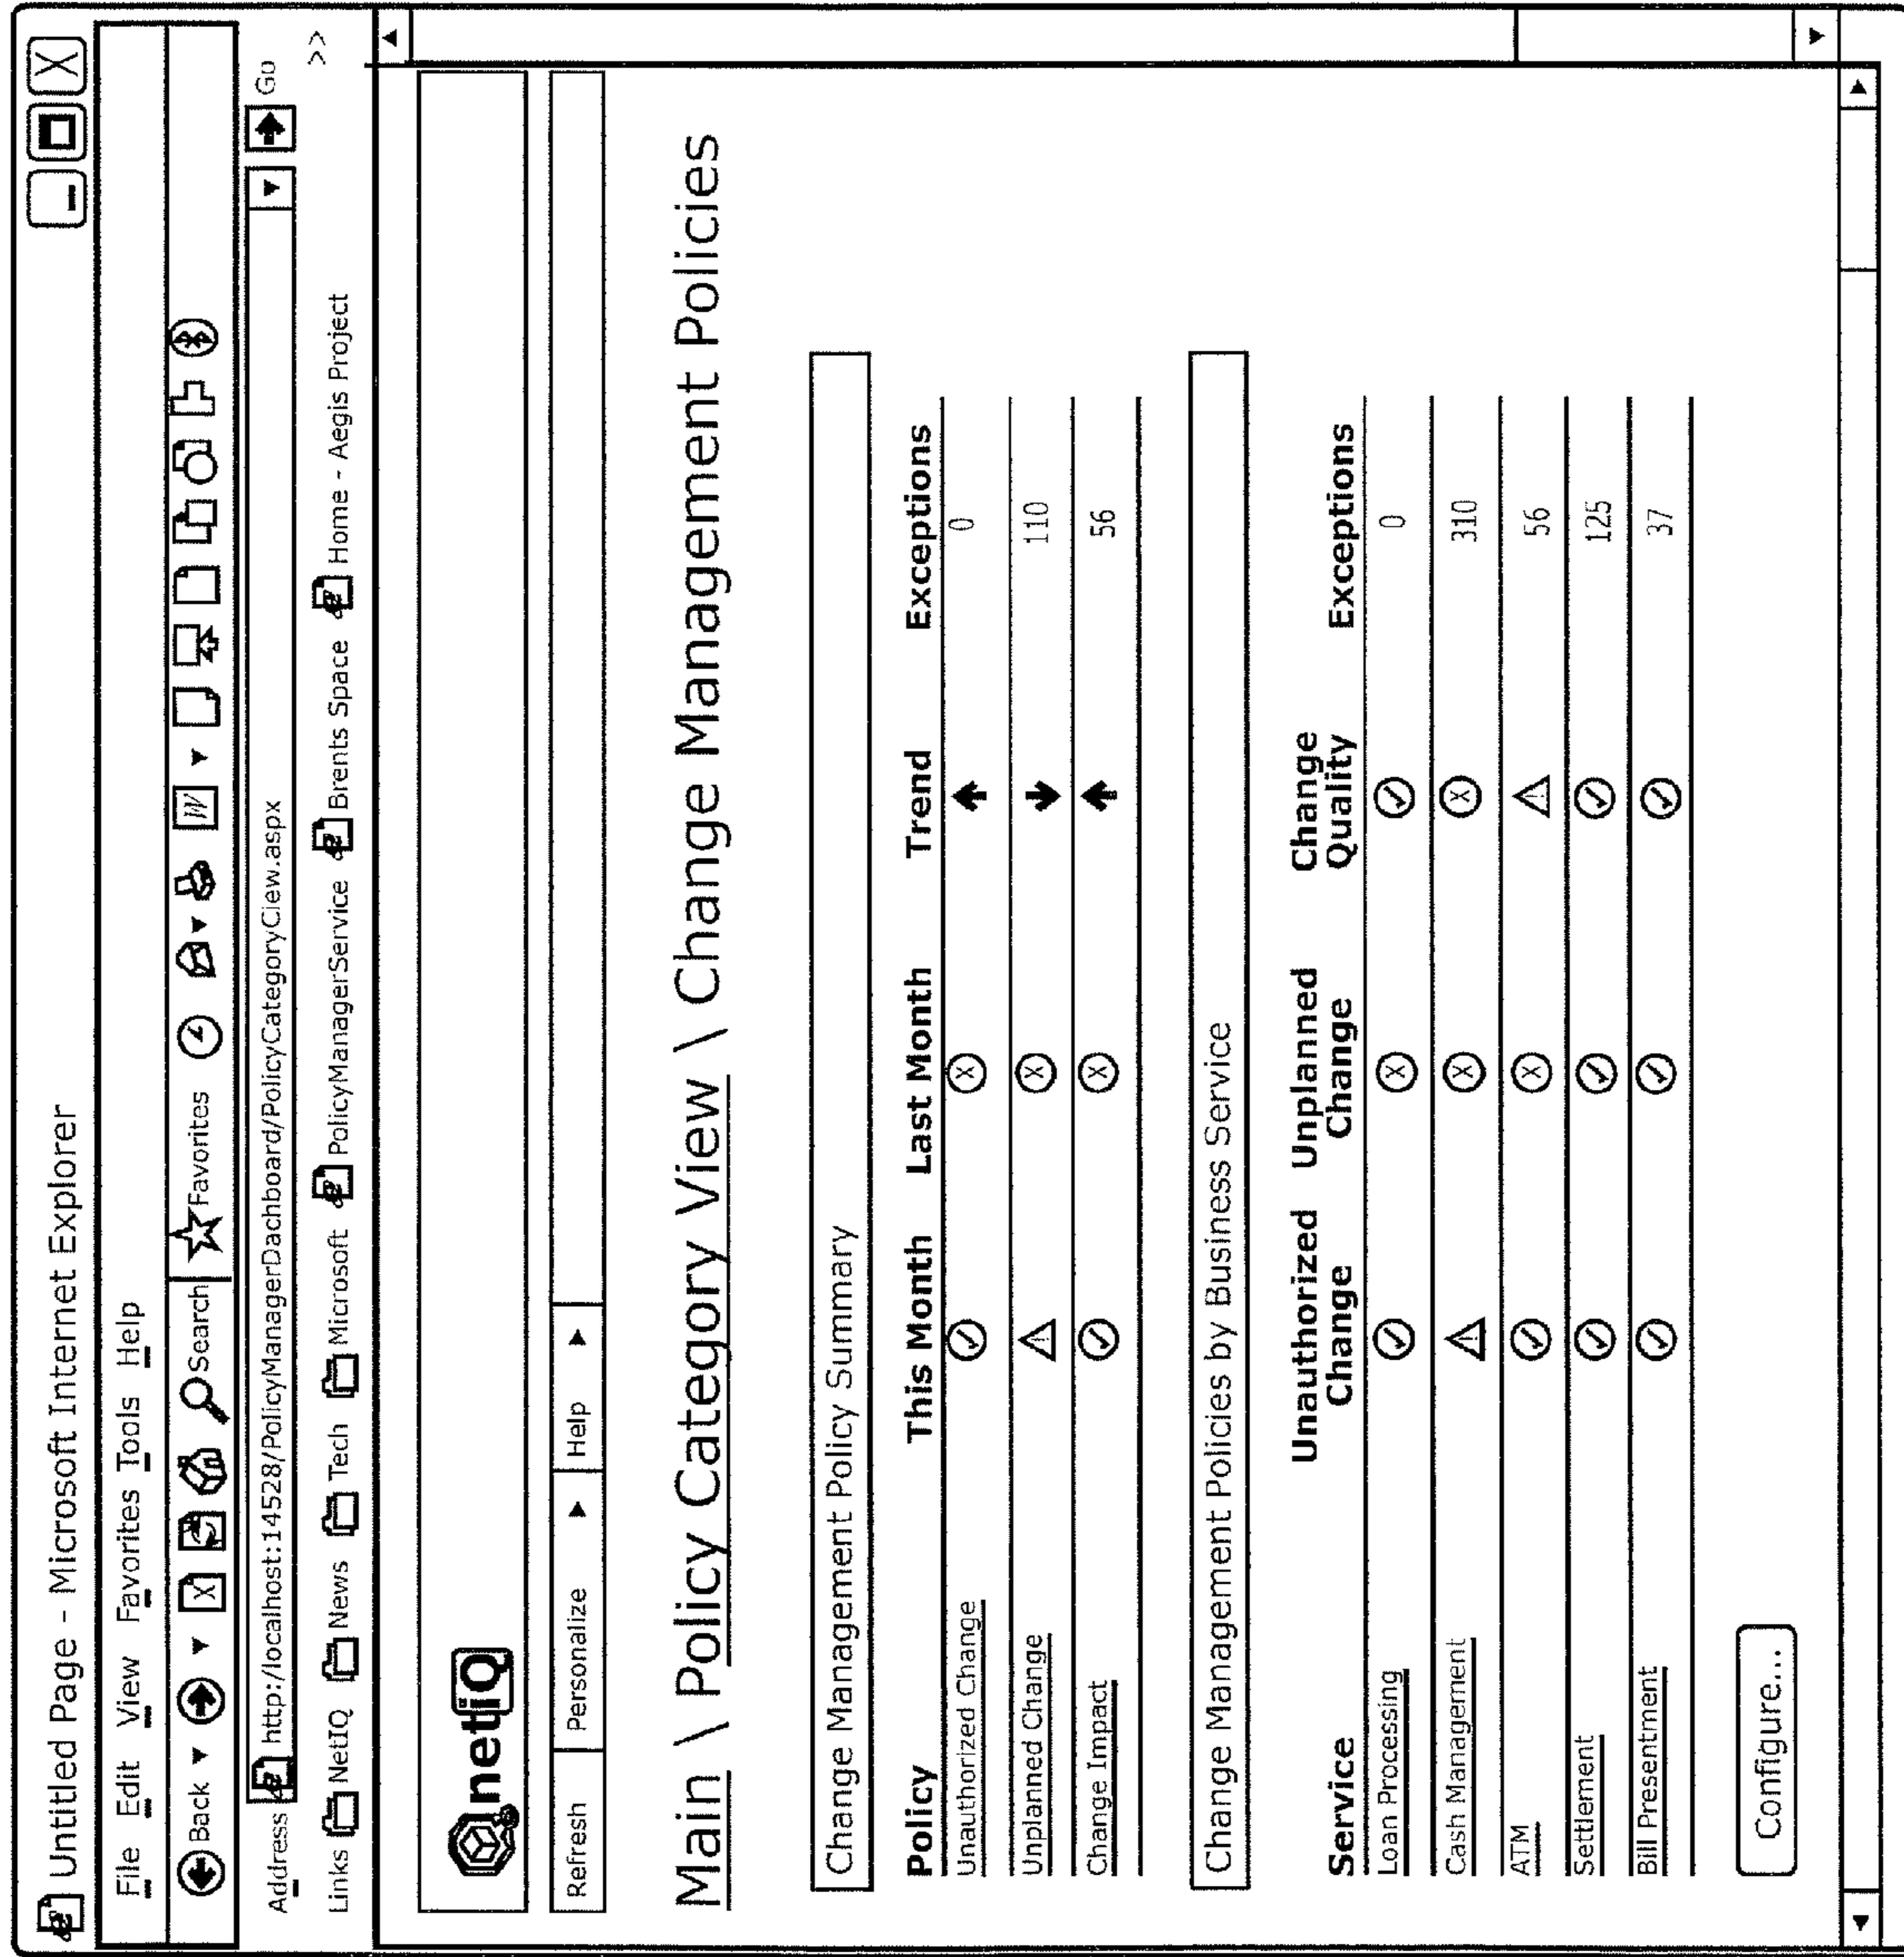 Untitled Page - Microsoft Internet Explorer
File Edit View Favorites Tools Help
Back X Search Favorites W
Address http:/localhost:14528/PolicyManagerDachboard/PolicyCategoryCiew.aspx Go
Links NetIQ News Tech Microsoft PolicyManagerService Brents Space Home - Aegis Project >>
netiQ
Refresh Personalize Help
Main \ Policy Category View \ Change Management Policies
Change Management Policy Summary
Policy This Month Last Month Trend Exceptions
Unauthorized Change X 0
Unplanned Change X 110
Change Impact X 56
Change Management Policies by Business Service
Service Unauthorized Change Unplanned Change Change Quality Exceptions
Loan Processing X 0
Cash Management X X 310
ATM X 56
Settlement 125
Bill Presentment 37
Configure...